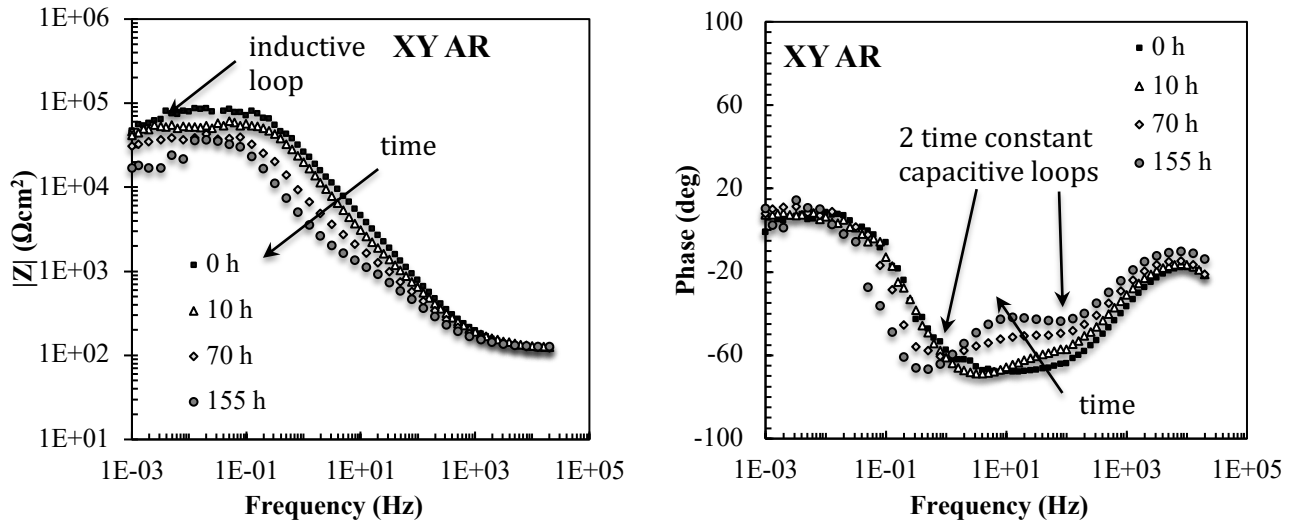 1E+06
1E+05
1E+04
1E+03
1E+02
1E+01
|Z| (Ωcm²)
inductive
loop
XY AR
time
0 h
10 h
70 h
155 h
1E-03 1E-01 1E+01 1E+03 1E+05
Frequency (Hz)
100
60
20
-20
-60
-100
Phase (deg)
XY AR
0 h
10 h
70 h
155 h
2 time constant
capacitive loops
time
1E-03 1E-01 1E+01 1E+03 1E+05
Frequency (Hz)